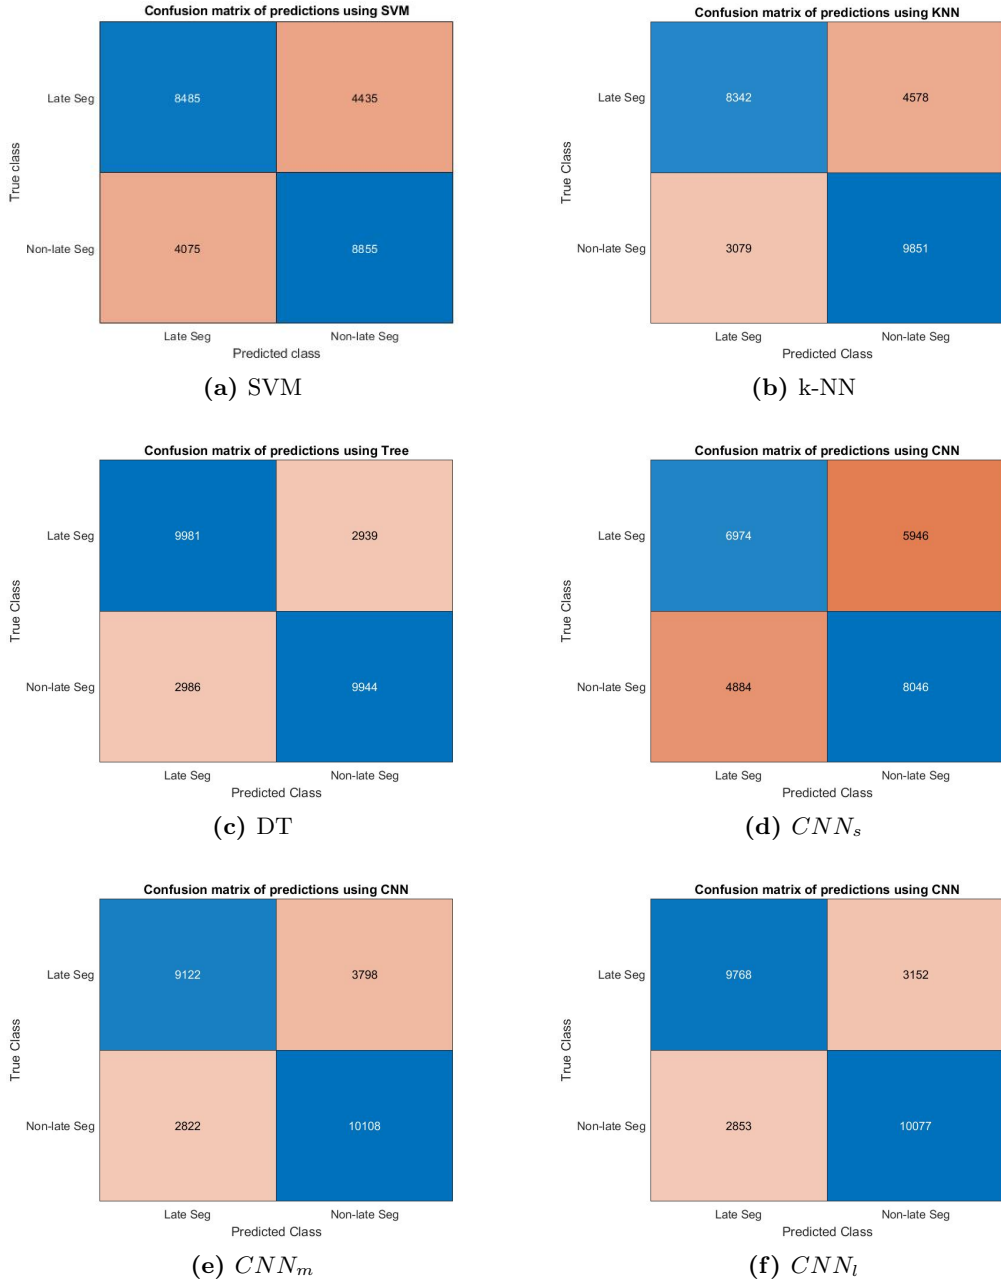 Confusion matrix of predictions using SVM
Late Seg
8485
4435
True class
Non-late Seg
4075
8855
Late Seg
Non-late Seg
Predicted class
(a) SVM
Confusion matrix of predictions using KNN
Late Seg
8342
4578
True Class
Non-late Seg
3079
9851
Late Seg
Non-late Seg
Predicted Class
(b) k-NN
Confusion matrix of predictions using Tree
Late Seg
9981
2939
True Class
Non-late Seg
2986
9944
Late Seg
Non-late Seg
Predicted Class
(c) DT
Confusion matrix of predictions using CNN
Late Seg
6974
5946
True Class
Non-late Seg
4884
8046
Late Seg
Non-late Seg
Predicted Class
(d) CNN_s
Confusion matrix of predictions using CNN
Late Seg
9122
3798
True Class
Non-late Seg
2822
10108
Late Seg
Non-late Seg
Predicted Class
(e) CNN_m
Confusion matrix of predictions using CNN
Late Seg
9768
3152
True Class
Non-late Seg
2853
10077
Late Seg
Non-late Seg
Predicted Class
(f) CNN_l